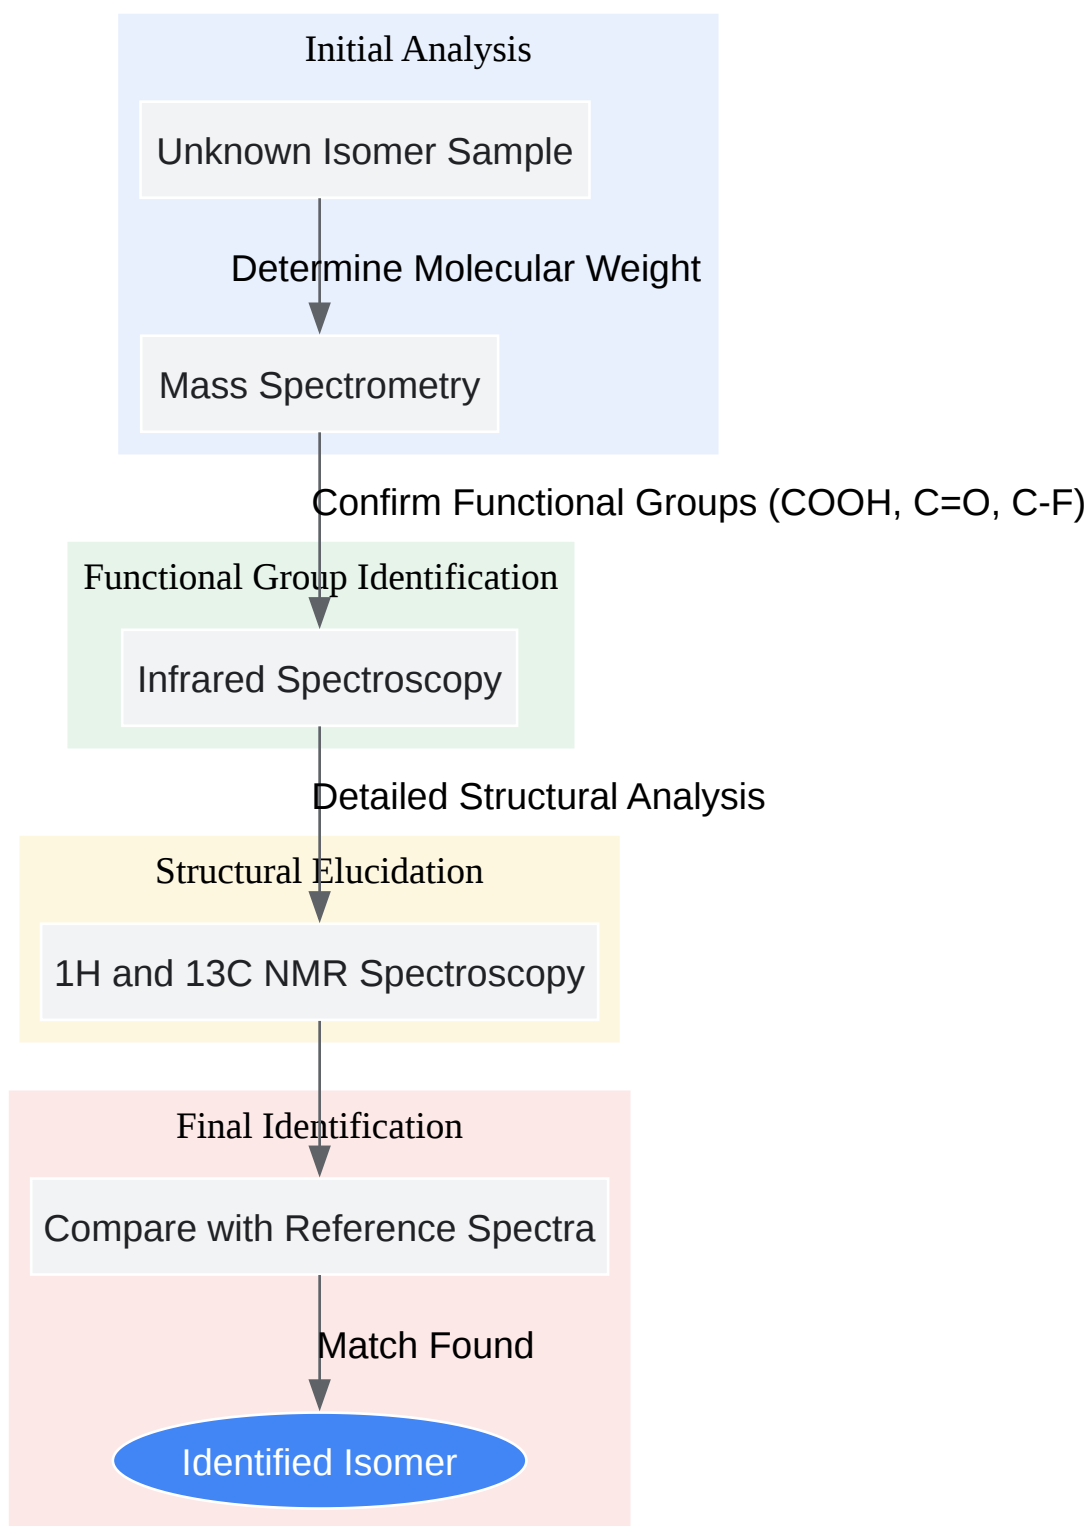 Initial Analysis
Unknown Isomer Sample
Determine Molecular Weight
Mass Spectrometry
Confirm Functional Groups (COOH, C=O, C-F)
Functional Group Identification
Infrared Spectroscopy
Detailed Structural Analysis
Structural Elucidation
1H and 13C NMR Spectroscopy
Final Identification
Compare with Reference Spectra
Match Found
Identified Isomer